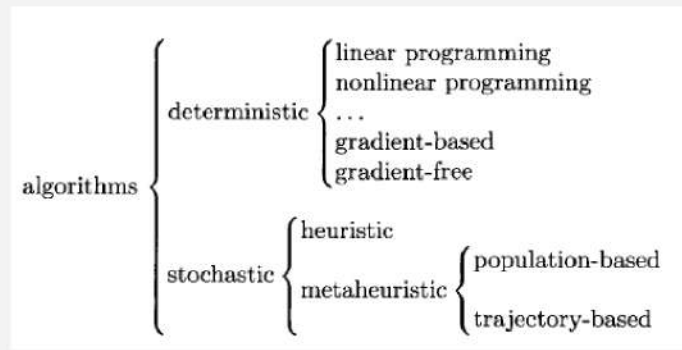 linear programming
nonlinear programming
deterministic
...
gradient-based
gradient-free
algorithms
heuristic
population-based
stochastic
metaheuristic
trajectory-based